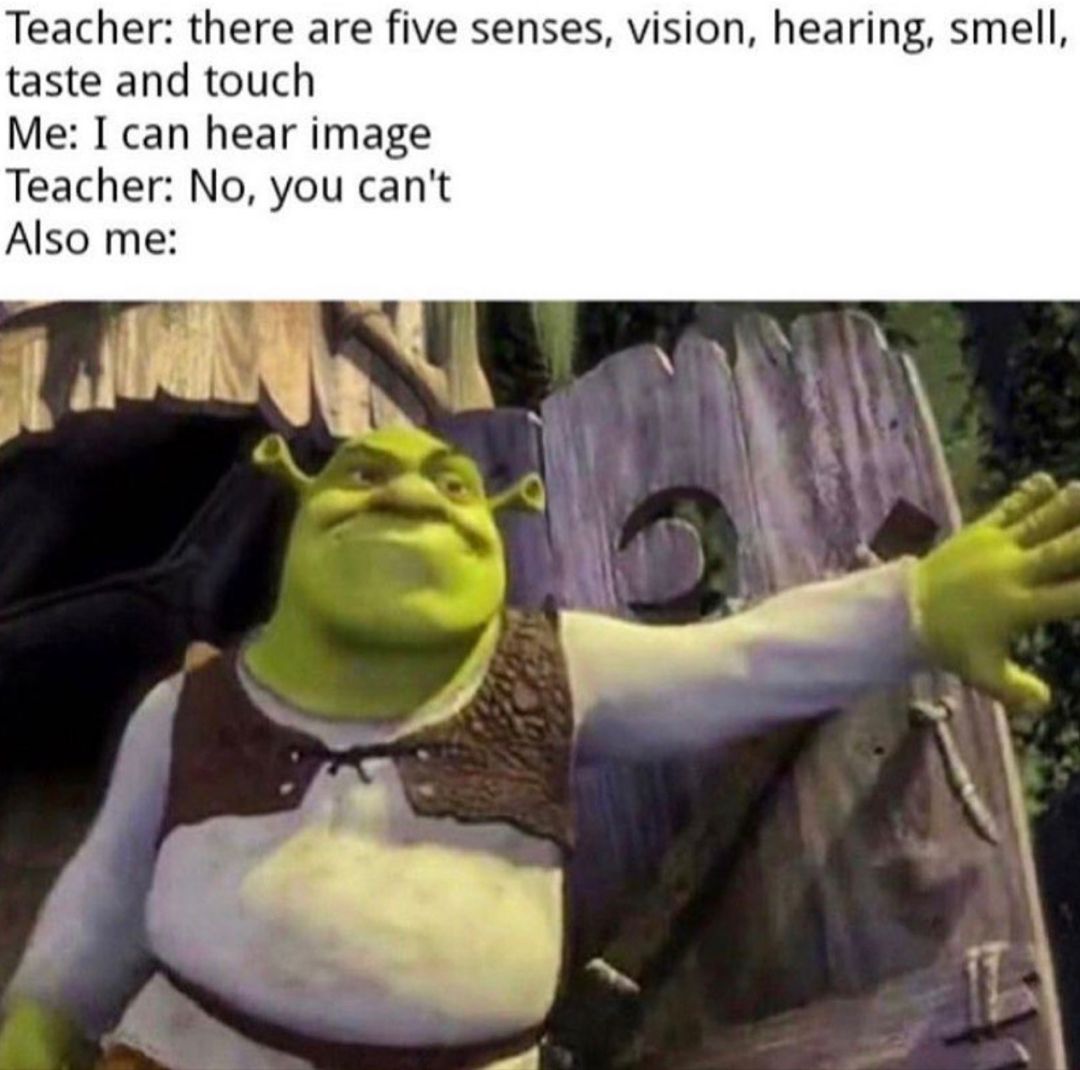 Teacher: there are five senses, vision, hearing, smell,
taste and touch
Me: I can hear image
Teacher: No, you can't
Also me: